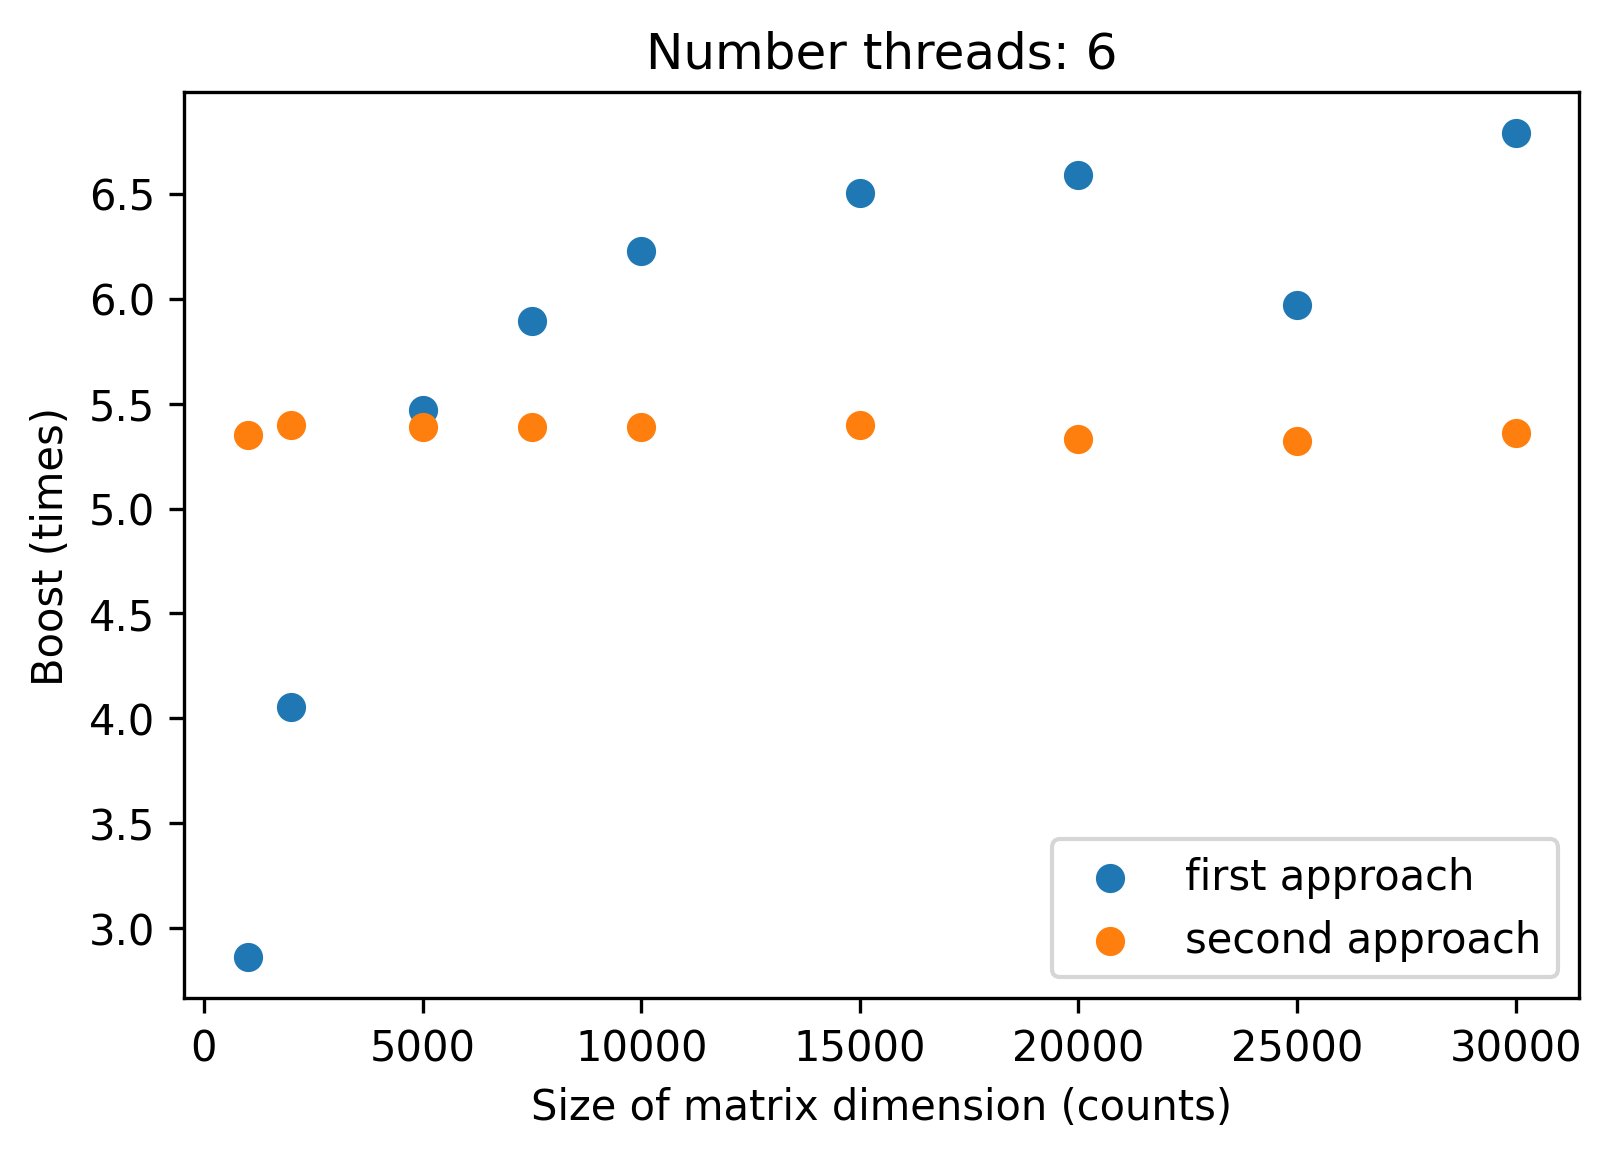 Number threads: 6
Boost (times)
6.5
6.0
5.5
5.0
4.5
4.0
3.5
3.0
first approach
second approach
0 5000 10000 15000 20000 25000 30000
Size of matrix dimension (counts)